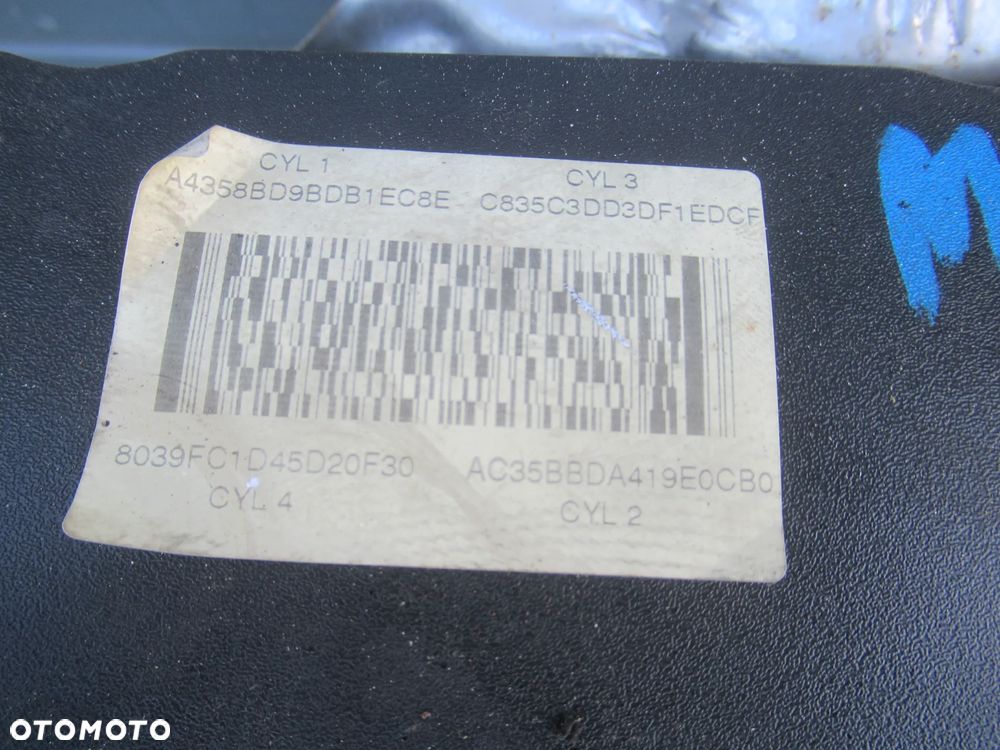 CYL 1
A4358BD9BDB1EC8E
CYL 3
C835C3DD3DF1EDCF
8039FC1D45D20F30
CYL 4
AC35BBDA419E0CB0
CYL 2
M
OTOMOTO